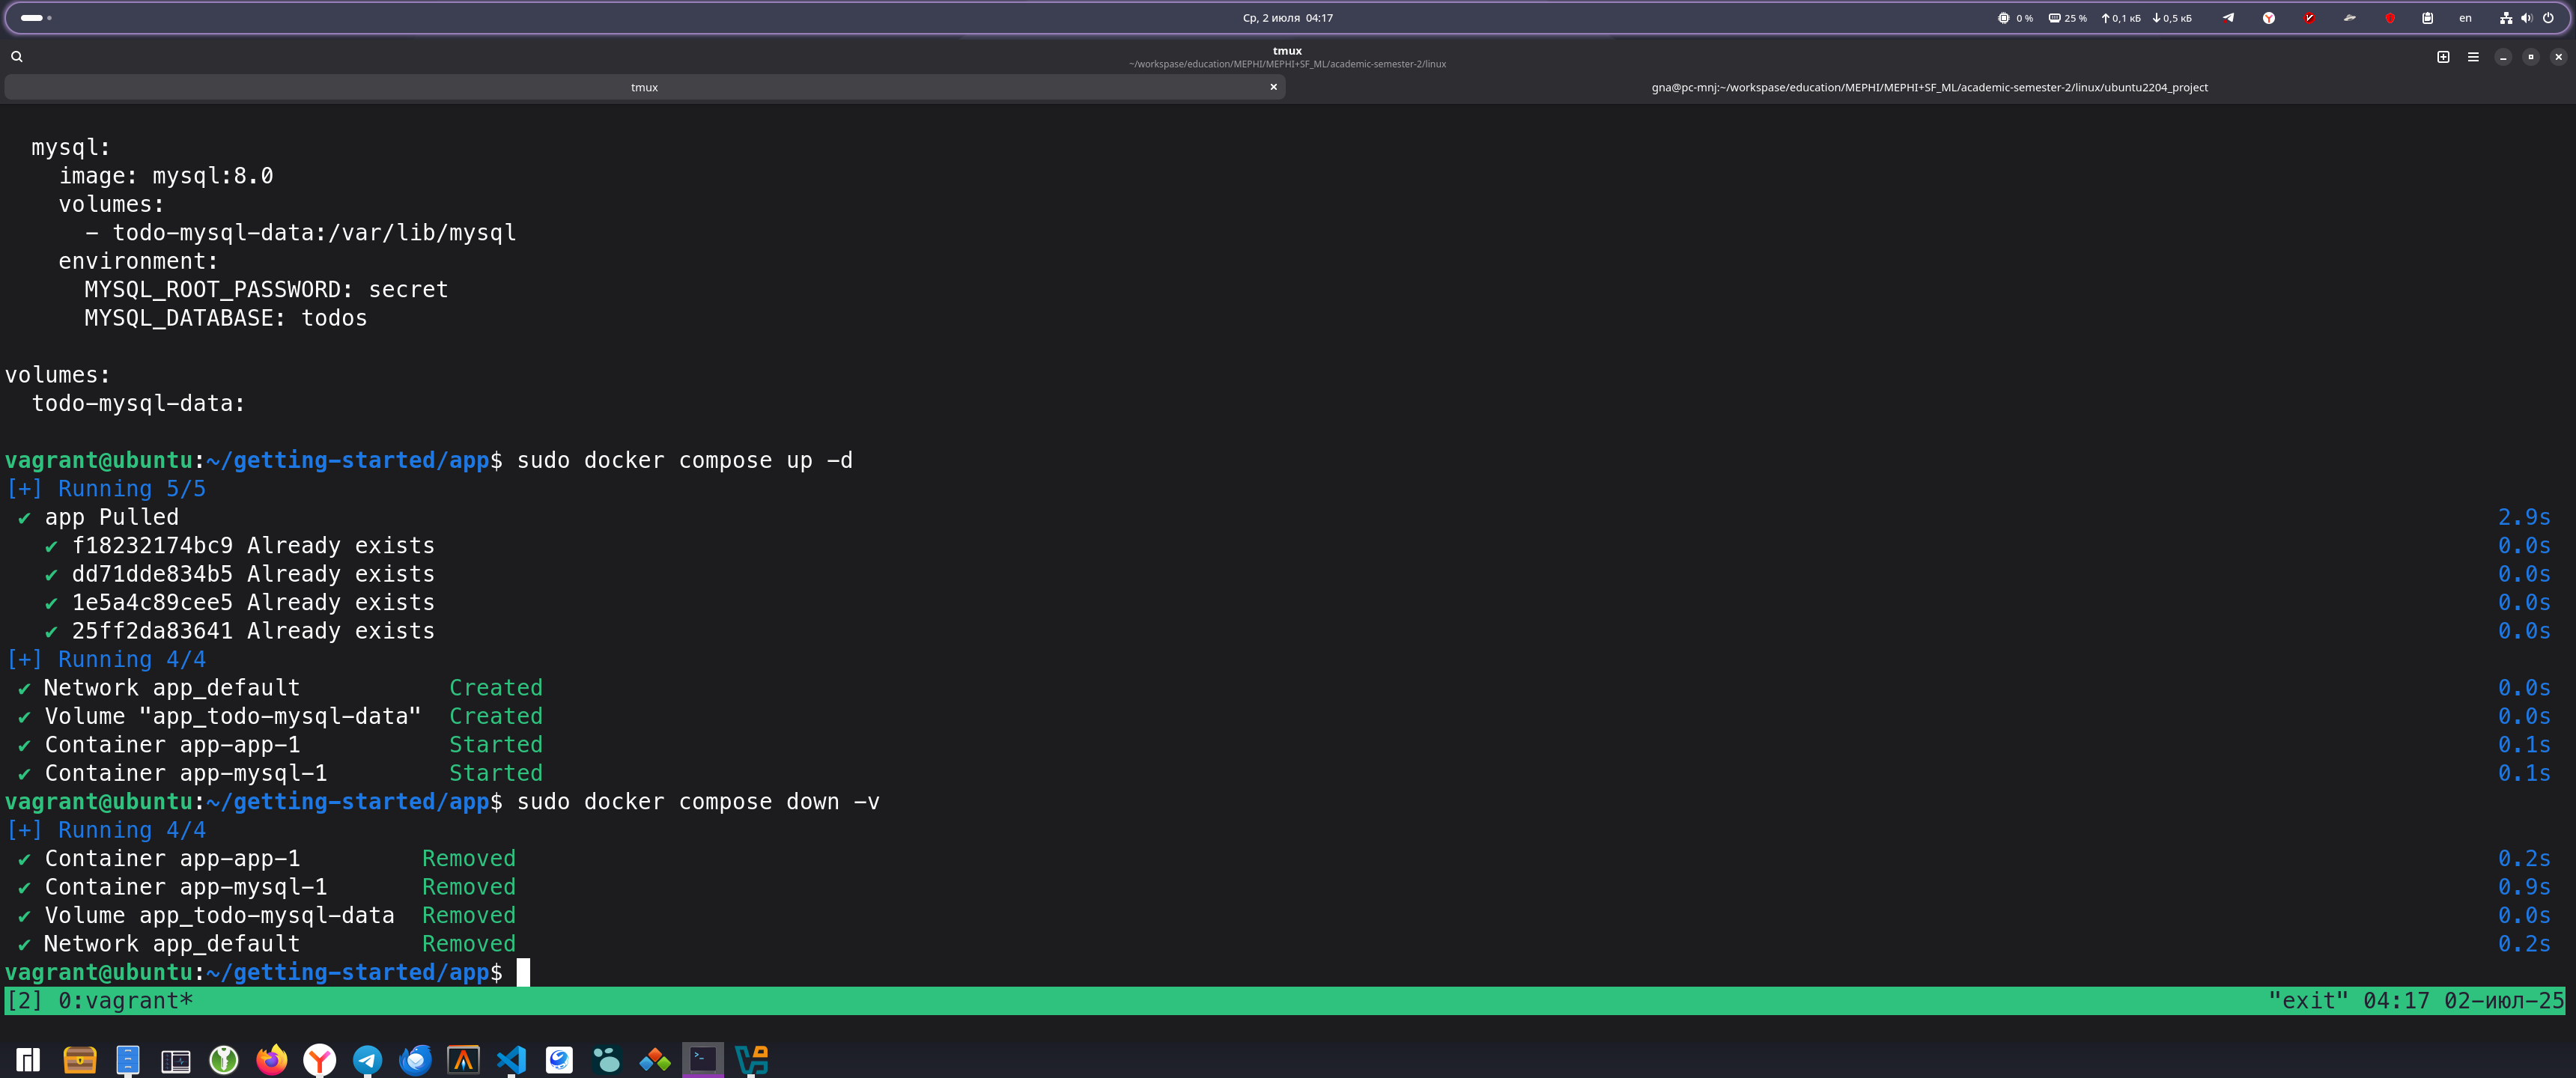 Ср, 2 июля 04:17
0 %
25 %
0,1 кБ
0,5 кБ
en
tmux
~/workspase/education/MEPHI/MEPHI+SF_ML/academic-semester-2/linux
tmux
gna@pc-mnj:~/workspase/education/MEPHI/MEPHI+SF_ML/academic-semester-2/linux/ubuntu2204_project
mysql:
image: mysql:8.0
volumes:
- todo-mysql-data:/var/lib/mysql
environment:
MYSQL_ROOT_PASSWORD: secret
MYSQL_DATABASE: todos
volumes:
todo-mysql-data:
vagrant@ubuntu:~/getting-started/app$ sudo docker compose up -d
[+] Running 5/5
✔ app Pulled 2.9s
✔ f18232174bc9 Already exists 0.0s
✔ dd71dde834b5 Already exists 0.0s
✔ 1e5a4c89cee5 Already exists 0.0s
✔ 25ff2da83641 Already exists 0.0s
[+] Running 4/4
✔ Network app_default Created 0.0s
✔ Volume "app_todo-mysql-data" Created 0.0s
✔ Container app-app-1 Started 0.1s
✔ Container app-mysql-1 Started 0.1s
vagrant@ubuntu:~/getting-started/app$ sudo docker compose down -v
[+] Running 4/4
✔ Container app-app-1 Removed 0.2s
✔ Container app-mysql-1 Removed 0.9s
✔ Volume app_todo-mysql-data Removed 0.0s
✔ Network app_default Removed 0.2s
vagrant@ubuntu:~/getting-started/app$
[2] 0:vagrant* "exit" 04:17 02-июл-25